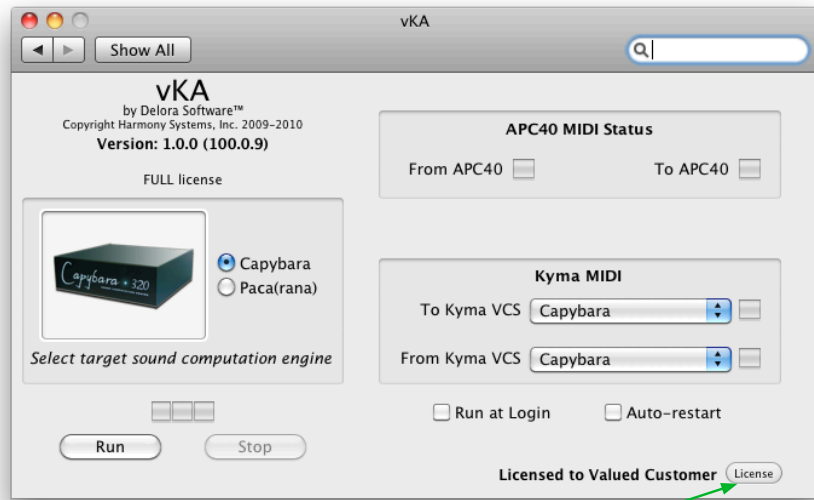 vKA
Show All
vKA
by Delora Software™
Copyright Harmony Systems, Inc. 2009-2010
Version: 1.0.0 (100.0.9)
FULL license
Capybara 320
Capybara
Paca(rana)
Select target sound computation engine
Run
Stop
APC40 MIDI Status
From APC40
To APC40
Kyma MIDI
To Kyma VCS
Capybara
From Kyma VCS
Capybara
Run at Login
Auto-restart
Licensed to Valued Customer
License